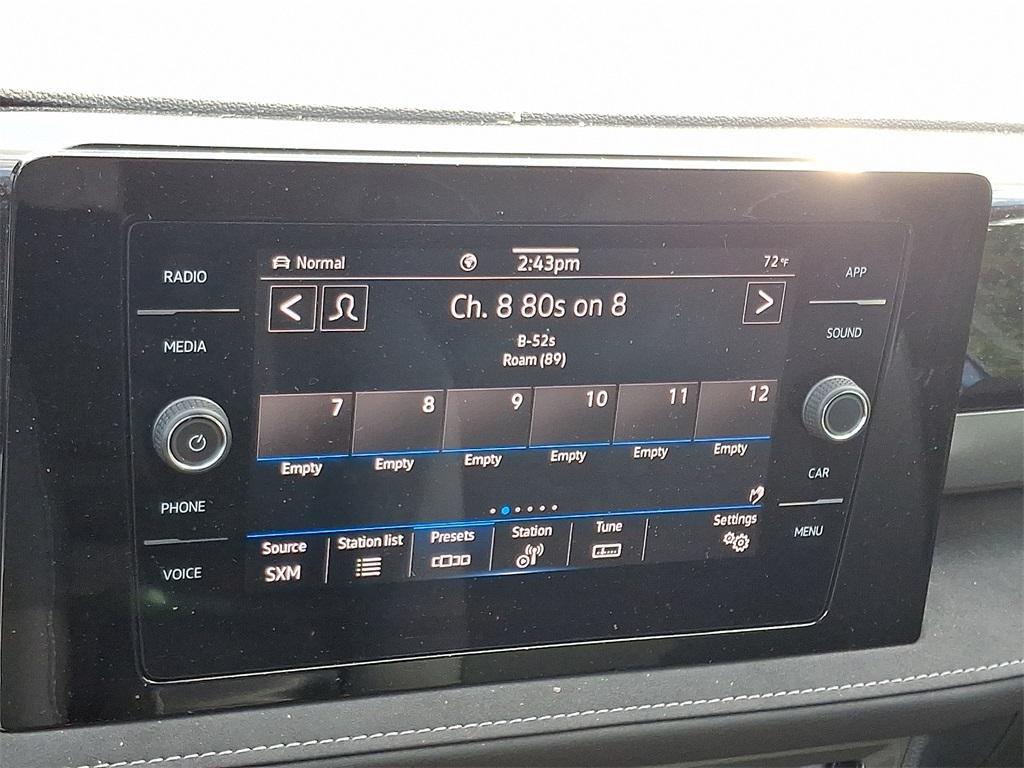 RADIO
MEDIA
PHONE
VOICE
Normal
2:43pm
72°F
Ch. 8 80s on 8
B-52s
Roam (89)
7 8 9 10 11 12
Empty Empty Empty Empty Empty Empty
Source Station list Presets Station Tune Settings
SXM
APP
SOUND
CAR
MENU